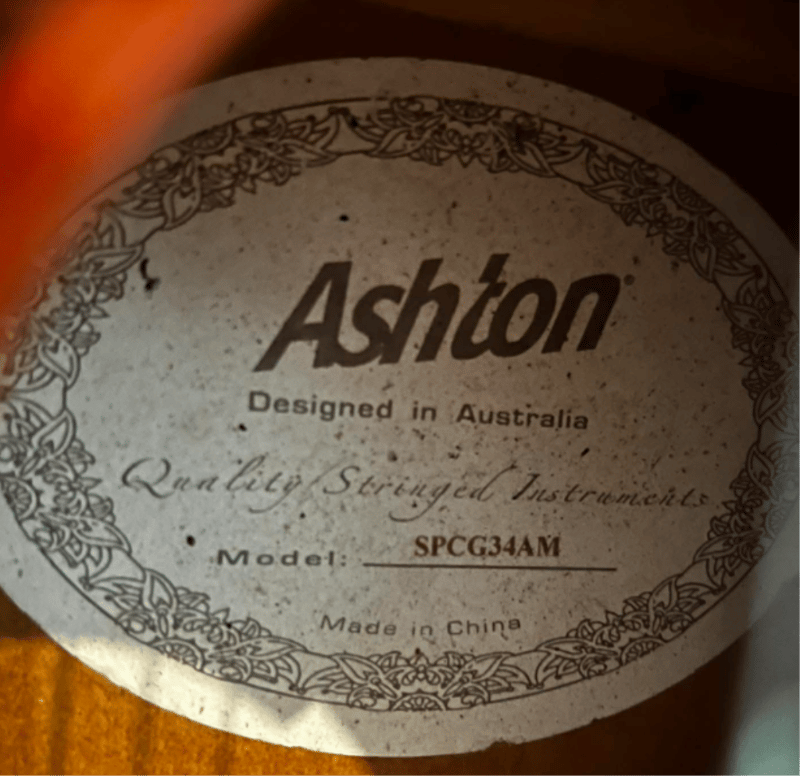 Ashton®
Designed in Australia
Quality Stringed Instruments
Model: SPCG34AM
Made in China